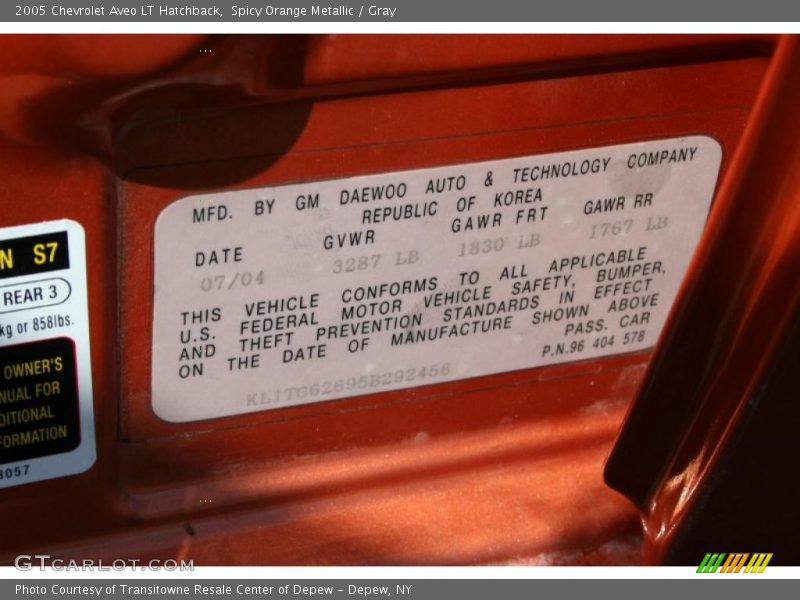 2005 Chevrolet Aveo LT Hatchback, Spicy Orange Metallic / Gray
MFD. BY GM DAEWOO AUTO & TECHNOLOGY COMPANY
REPUBLIC OF KOREA
DATE GVWR GAWR FRT GAWR RR
07/04 3287 LB 1830 LB 1767 LB
THIS VEHICLE CONFORMS TO ALL APPLICABLE
U.S. FEDERAL MOTOR VEHICLE SAFETY, BUMPER,
AND THEFT PREVENTION STANDARDS IN EFFECT
ON THE DATE OF MANUFACTURE SHOWN ABOVE
PASS. CAR
P.N.96 404 578
KL1TG62695B292456
N S7
REAR 3
kg or 858lbs.
OWNER'S
NUAL FOR
DITIONAL
FORMATION
3057
GTCARLOT.COM
Photo Courtesy of Transitowne Resale Center of Depew - Depew, NY